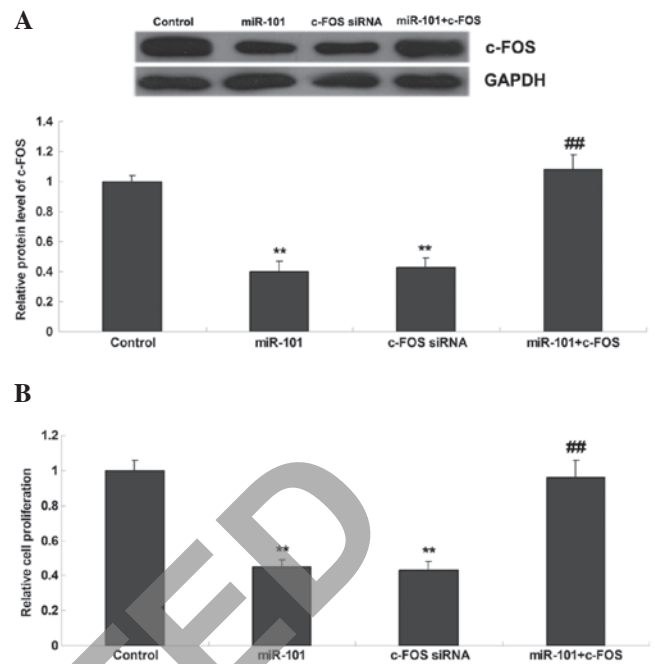 A
Control miR-101 c-FOS siRNA miR-101+c-FOS
c-FOS
GAPDH
Relative protein level of c-FOS
1.4
1.2
1
0.8
0.6
0.4
0.2
0
**
**
##
Control miR-101 c-FOS siRNA miR-101+c-FOS
B
Relative cell proliferation
1.2
1
0.8
0.6
0.4
0.2
0
**
**
##
Control miR-101 c-FOS siRNA miR-101+c-FOS
TED